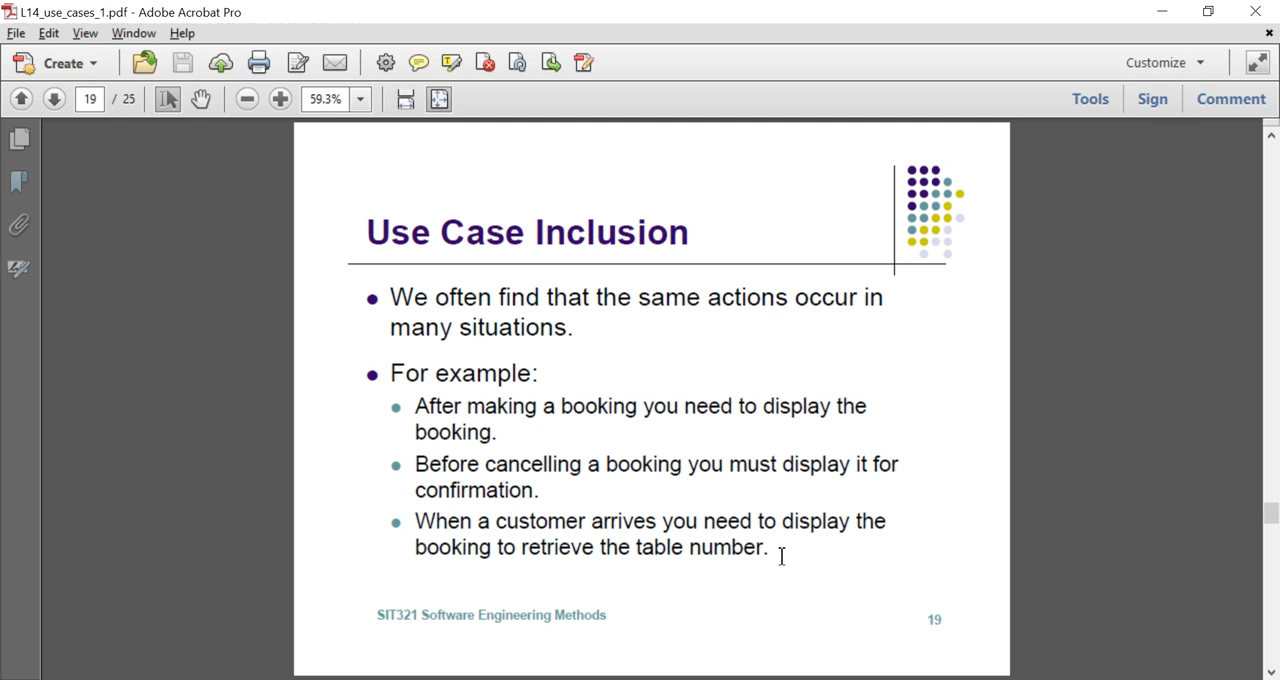 L14_use_cases_1.pdf - Adobe Acrobat Pro
File Edit View Window Help
Create Customize
19 / 25 59.3% Tools Sign Comment
Use Case Inclusion
We often find that the same actions occur in
many situations.
For example:
After making a booking you need to display the
booking.
Before cancelling a booking you must display it for
confirmation.
When a customer arrives you need to display the
booking to retrieve the table number.
SIT321 Software Engineering Methods
19